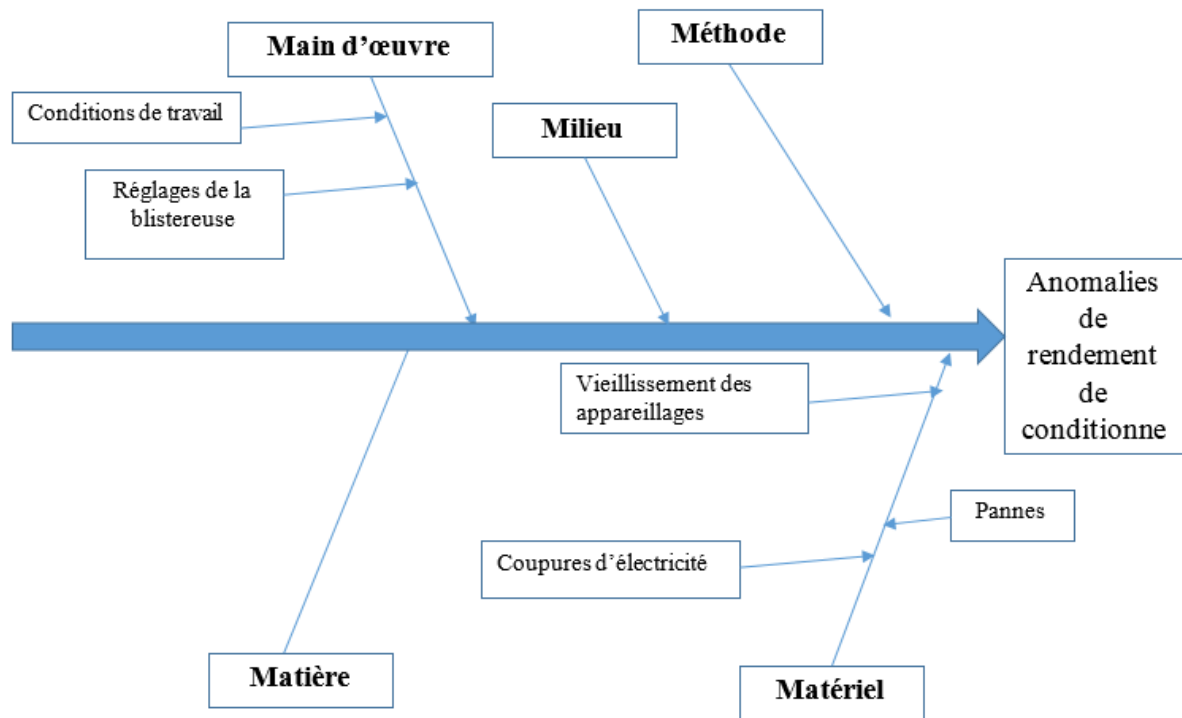 Main d’œuvre
Méthode
Conditions de travail
Milieu
Réglages de la
blistereuse
Anomalies
de
rendement
de
conditionne
Vieillissement des
appareillages
Pannes
Coupures d’électricité
Matière
Matériel